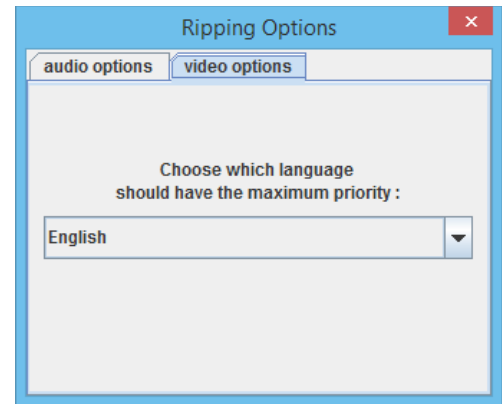 Ripping Options
audio options video options
Choose which language
should have the maximum priority :
English